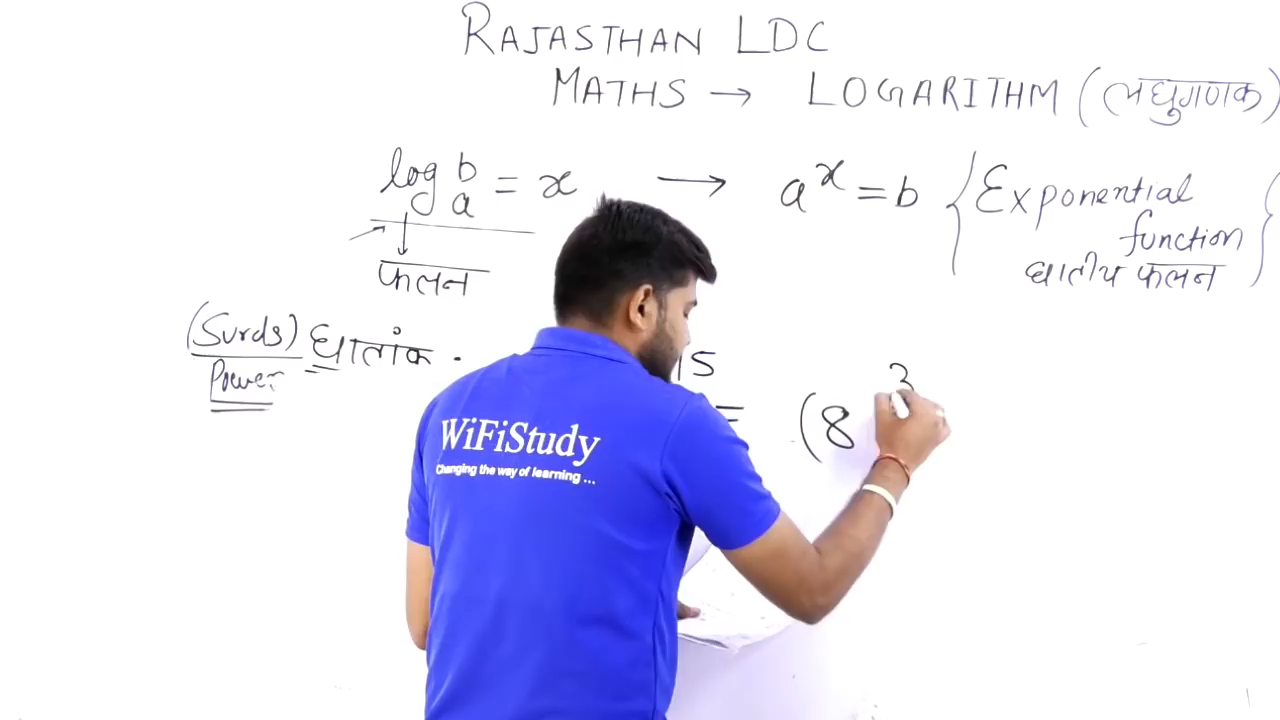 RAJASTHAN LDC
MATHS → LOGARITHM (लघुगणक)
log b a = x → a^x = b { Exponential function घातीय फलन }
फलन
(Surds) घातांक .
Power
15
= (8 3
WiFiStudy
Changing the way of learning ...